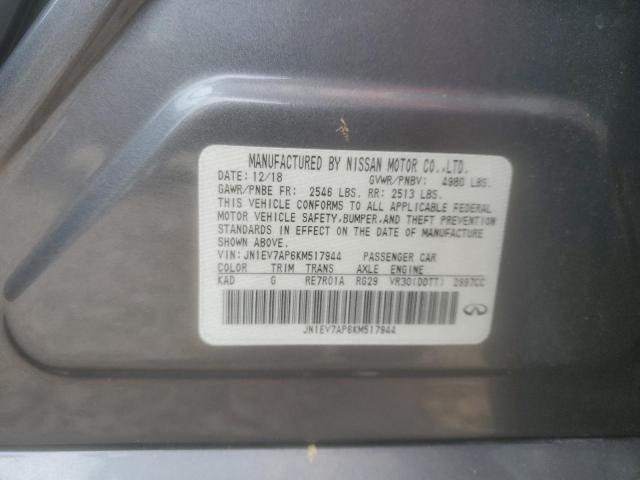 MANUFACTURED BY NISSAN MOTOR CO.,LTD.
DATE: 12/18 GVWR/PNBV: 4980 LBS.
GAWR/PNBE FR: 2546 LBS. RR: 2513 LBS.
THIS VEHICLE CONFORMS TO ALL APPLICABLE FEDERAL
MOTOR VEHICLE SAFETY,BUMPER,AND THEFT PREVENTION
STANDARDS IN EFFECT ON THE DATE OF MANUFACTURE
SHOWN ABOVE.
VIN: JN1EV7AP6KM517944 PASSENGER CAR
COLOR TRIM TRANS AXLE ENGINE
KAD G RE7R01A RG29 VR30(DDTT) 2997CC
JN1EV7AP6KM517944